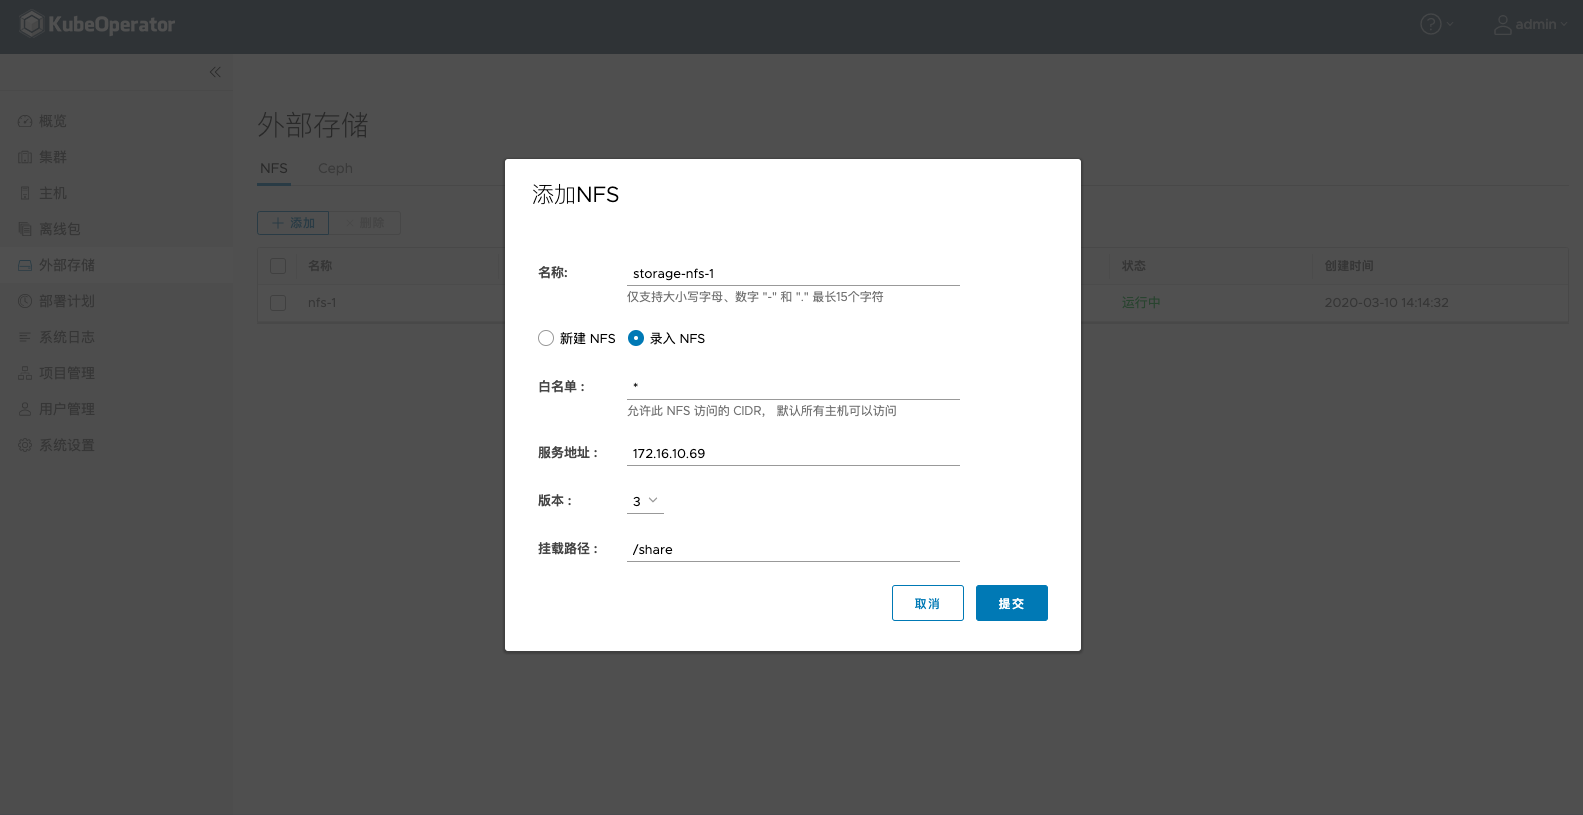 KubeOperator
admin
概览
集群
主机
离线包
外部存储
部署计划
系统日志
项目管理
用户管理
系统设置
外部存储
NFS Ceph
+ 添加 删除
名称 状态 创建时间
nfs-1 运行中 2020-03-10 14:14:32
添加NFS
名称: storage-nfs-1
仅支持大小写字母、数字 "-" 和 "." 最长15个字符
新建 NFS 录入 NFS
白名单： *
允许此 NFS 访问的 CIDR， 默认所有主机可以访问
服务地址： 172.16.10.69
版本： 3
挂载路径： /share
取消 提交